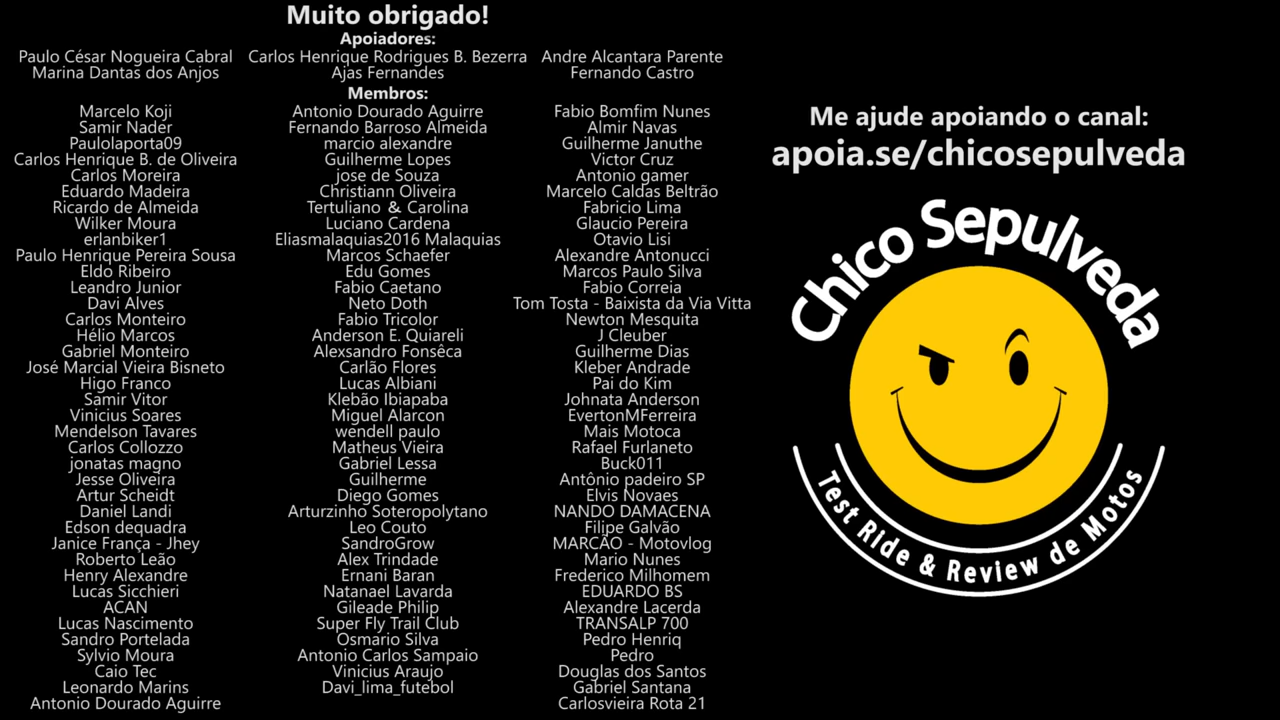 Muito obrigado!
Apoiadores:
Paulo César Nogueira Cabral
Marina Dantas dos Anjos
Carlos Henrique Rodrigues B. Bezerra
Ajas Fernandes
Andre Alcantara Parente
Fernando Castro
Membros:
Marcelo Koji
Samir Nader
Paulolaporta09
Carlos Henrique B. de Oliveira
Carlos Moreira
Eduardo Madeira
Ricardo de Almeida
Wilker Moura
erlanbiker1
Paulo Henrique Pereira Sousa
Eldo Ribeiro
Leandro Junior
Davi Alves
Carlos Monteiro
Hélio Marcos
Gabriel Monteiro
José Marcial Vieira Bisneto
Higo Franco
Samir Vitor
Vinicius Soares
Mendelson Tavares
Carlos Collozzo
jonatas magno
Jesse Oliveira
Artur Scheidt
Daniel Landi
Edson dequadra
Janice França - Jhey
Roberto Leão
Henry Alexandre
Lucas Sicchieri
ACAN
Lucas Nascimento
Sandro Portelada
Sylvio Moura
Caio Tec
Leonardo Marins
Antonio Dourado Aguirre
Antonio Dourado Aguirre
Fernando Barroso Almeida
marcio alexandre
Guilherme Lopes
jose de Souza
Christiann Oliveira
Tertuliano & Carolina
Luciano Cardena
Eliasmalaquias2016 Malaquias
Marcos Schaefer
Edu Gomes
Fabio Caetano
Neto Doth
Fabio Tricolor
Anderson E. Quiareli
Alexsandro Fonsêca
Carlão Flores
Lucas Albiani
Klebão Ibiapaba
Miguel Alarcon
wendell paulo
Matheus Vieira
Gabriel Lessa
Guilherme
Diego Gomes
Arturzinho Soteropolytano
Leo Couto
SandroGrow
Alex Trindade
Ernani Baran
Natanael Lavarda
Gileade Philip
Super Fly Trail Club
Osmario Silva
Antonio Carlos Sampaio
Vinicius Araujo
Davi_lima_futebol
Fabio Bomfim Nunes
Almir Navas
Guilherme Januthe
Victor Cruz
Antonio gamer
Marcelo Caldas Beltrão
Fabricio Lima
Glaucio Pereira
Otavio Lisi
Alexandre Antonucci
Marcos Paulo Silva
Fabio Correia
Tom Tosta - Baixista da Via Vitta
Newton Mesquita
J Cleuber
Guilherme Dias
Kleber Andrade
Pai do Kim
Johnata Anderson
EvertonMFerreira
Mais Motoca
Rafael Furlaneto
Buck011
Antônio padeiro SP
Elvis Novaes
NANDO DAMACENA
Filipe Galvão
MARCÃO - Motovlog
Mario Nunes
Frederico Milhomem
EDUARDO BS
Alexandre Lacerda
TRANSALP 700
Pedro Henriq
Pedro
Douglas dos Santos
Gabriel Santana
Carlosvieira Rota 21
Me ajude apoiando o canal:
apoia.se/chicosepulveda
Chico Sepulveda
Test Ride & Review de Motos